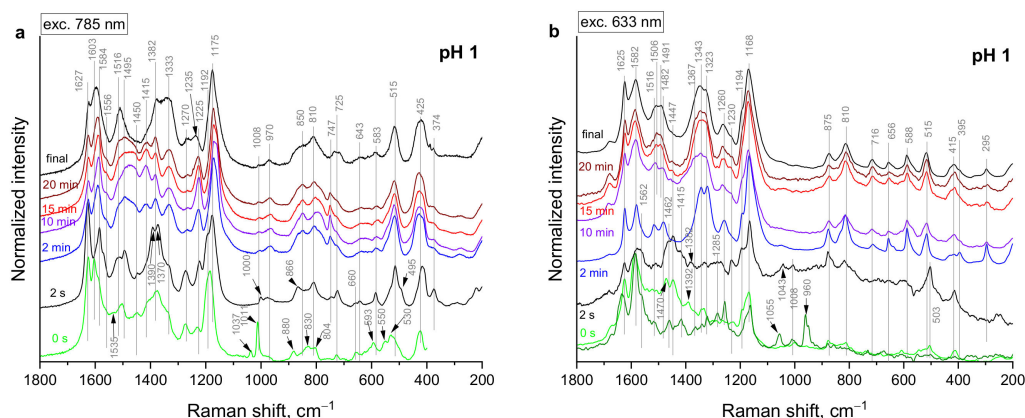 exc. 785 nm
a
pH 1
1627
1603
1584
1556
1516
1495
1450
1415
1382
1333
1270
1235
1225
1192
1175
1008
970
850
810
747
725
643
583
515
425
374
final
20 min
15 min
10 min
2 min
2 s
0 s
1535
1390
1370
1037
1011
1000
880
866
830
804
660
593
550
530
495
Normalized intensity
1800 1600 1400 1200 1000 800 600 400 200
Raman shift, cm⁻¹
exc. 633 nm
b
pH 1
1625
1582
1516
1506
1482
1491
1447
1367
1343
1323
1260
1230
1194
1168
875
810
716
656
588
515
415
395
295
final
20 min
15 min
10 min
2 min
2 s
0 s
1562
1470
1462
1415
1392
1382
1285
1055
1043
1008
960
503
Normalized intensity
1800 1600 1400 1200 1000 800 600 400 200
Raman shift, cm⁻¹